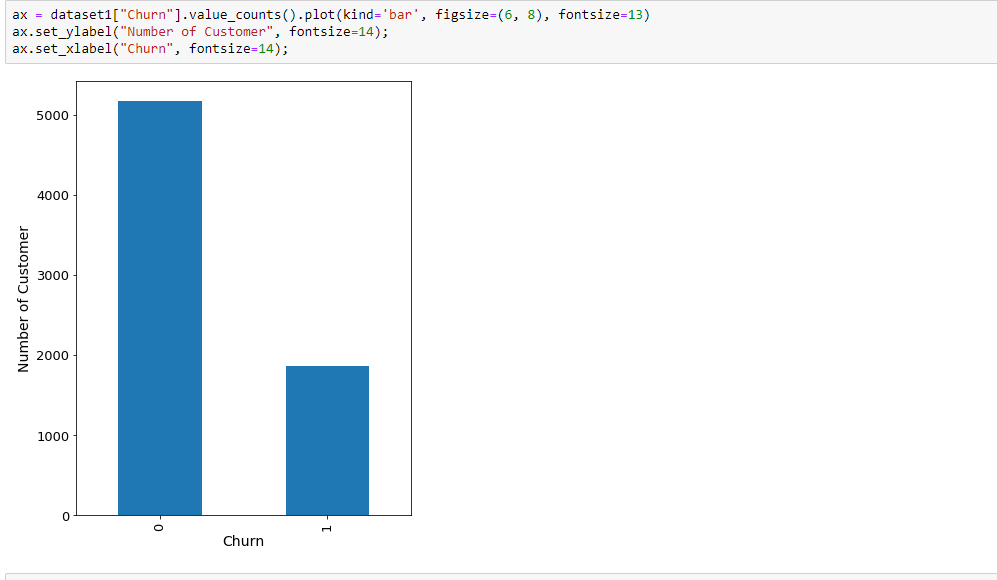 ax = dataset1["Churn"].value_counts().plot(kind='bar', figsize=(6, 8), fontsize=13)
ax.set_ylabel("Number of Customer", fontsize=14);
ax.set_xlabel("Churn", fontsize=14);
5000
4000
3000
2000
1000
0
Number of Customer
0
1
Churn